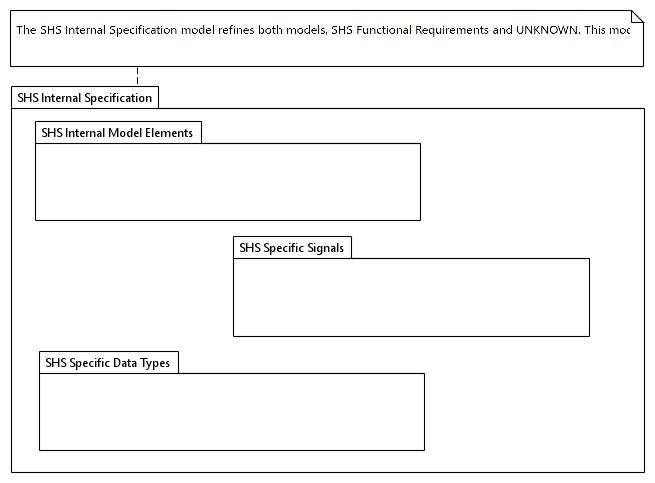 The SHS Internal Specification model refines both models, SHS Functional Requirements and UNKNOWN. This
SHS Internal Specification
SHS Internal Model Elements
SHS Specific Signals
SHS Specific Data Types